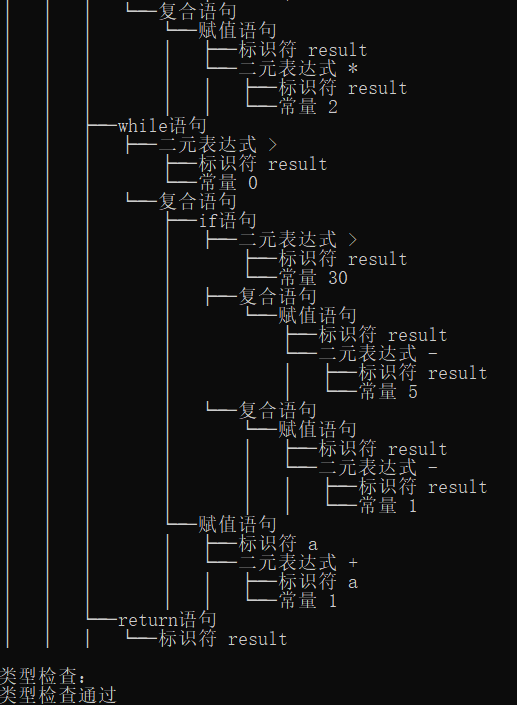 复合语句
赋值语句
标识符 result
二元表达式 *
标识符 result
常量 2
while语句
二元表达式 >
标识符 result
常量 0
复合语句
if语句
二元表达式 >
标识符 result
常量 30
复合语句
赋值语句
标识符 result
二元表达式 -
标识符 result
常量 5
复合语句
赋值语句
标识符 result
二元表达式 -
标识符 result
常量 1
赋值语句
标识符 a
二元表达式 +
标识符 a
常量 1
return语句
标识符 result
类型检查:
类型检查通过